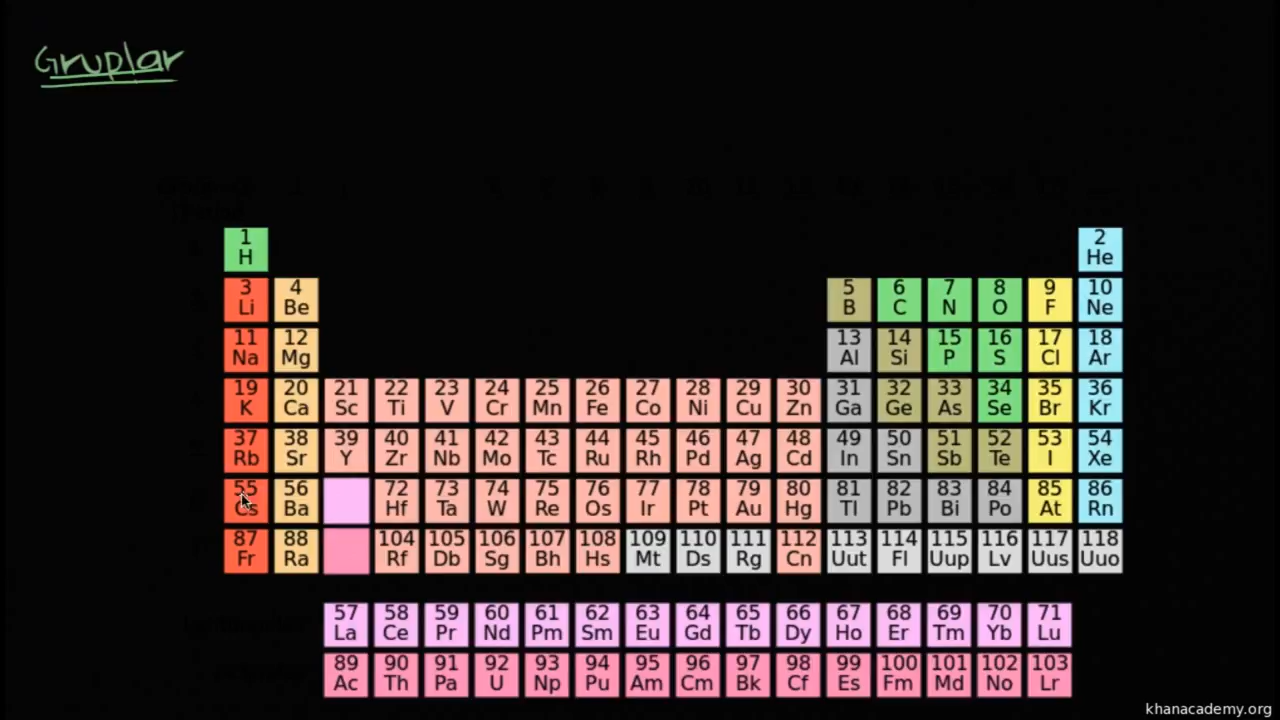 Gruplar
1 2
H He
3 4 5 6 7 8 9 10
Li Be B C N O F Ne
11 12 13 14 15 16 17 18
Na Mg Al Si P S Cl Ar
19 20 21 22 23 24 25 26 27 28 29 30 31 32 33 34 35 36
K Ca Sc Ti V Cr Mn Fe Co Ni Cu Zn Ga Ge As Se Br Kr
37 38 39 40 41 42 43 44 45 46 47 48 49 50 51 52 53 54
Rb Sr Y Zr Nb Mo Tc Ru Rh Pd Ag Cd In Sn Sb Te I Xe
55 56 72 73 74 75 76 77 78 79 80 81 82 83 84 85 86
Cs Ba Hf Ta W Re Os Ir Pt Au Hg Tl Pb Bi Po At Rn
87 88 104 105 106 107 108 109 110 111 112 113 114 115 116 117 118
Fr Ra Rf Db Sg Bh Hs Mt Ds Rg Cn Uut Fl Uup Lv Uus Uuo
57 58 59 60 61 62 63 64 65 66 67 68 69 70 71
La Ce Pr Nd Pm Sm Eu Gd Tb Dy Ho Er Tm Yb Lu
89 90 91 92 93 94 95 96 97 98 99 100 101 102 103
Ac Th Pa U Np Pu Am Cm Bk Cf Es Fm Md No Lr
khanacademy.org